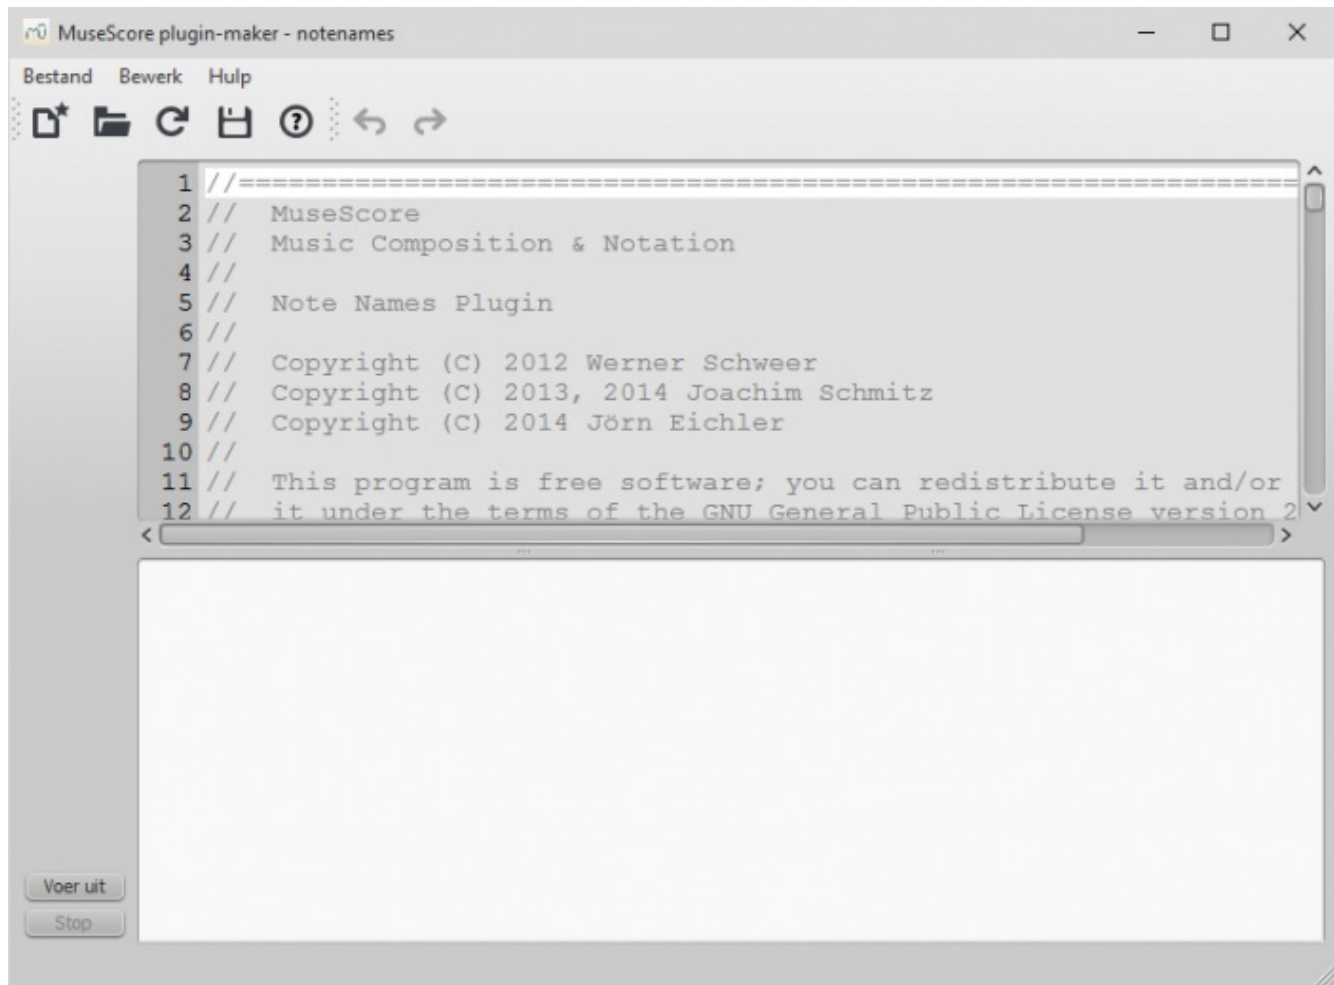 MuseScore plugin-maker - notenames
Bestand Bewerk Hulp
1 //================================================================
2 // MuseScore
3 // Music Composition & Notation
4 //
5 // Note Names Plugin
6 //
7 // Copyright (C) 2012 Werner Schweer
8 // Copyright (C) 2013, 2014 Joachim Schmitz
9 // Copyright (C) 2014 Jörn Eichler
10 //
11 // This program is free software; you can redistribute it and/or
12 // it under the terms of the GNU General Public License version 2
Voer uit
Stop